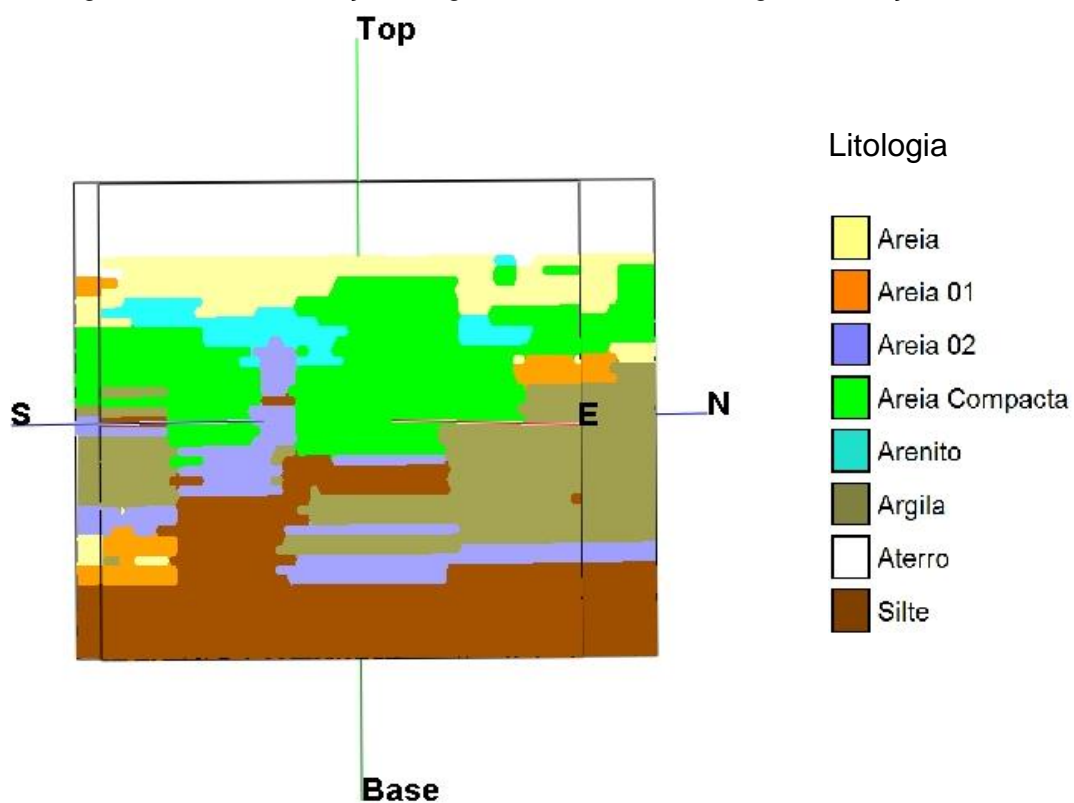 Top
Litologia
Areia
Areia 01
Areia 02
S
E
N
Areia Compacta
Arenito
Argila
Aterro
Silte
Base